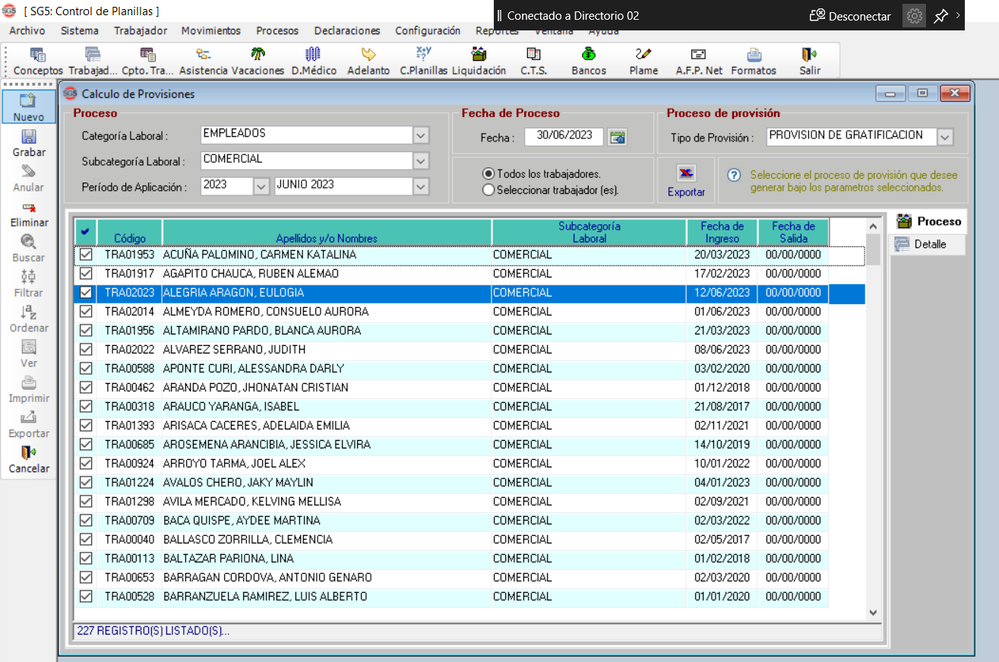 SG5 [ SG5: Control de Planillas ]
Conectado a Directorio 02 Desconectar
Archivo Sistema Trabajador Movimientos Procesos Declaraciones Configuración Reportes Ventana Ayuda
Conceptos Trabajad... Cpto. Tra... Asistencia Vacaciones D.Médico Adelanto C.Planillas Liquidación C.T.S. Bancos Plame A.F.P. Net Formatos Salir
Nuevo
Grabar
Anular
Eliminar
Buscar
Filtrar
Ordenar
Ver
Imprimir
Exportar
Cancelar
SG5 Calculo de Provisiones
Proceso
Categoría Laboral : EMPLEADOS
Subcategoría Laboral : COMERCIAL
Período de Aplicación : 2023 JUNIO 2023
Fecha de Proceso
Fecha : 30/06/2023
Todos los trabajadores.
Seleccionar trabajador (es).
Proceso de provisión
Tipo de Provisión : PROVISION DE GRATIFICACION
Exportar
Seleccione el proceso de provisión que desee
generar bajo los parametros seleccionados.
Proceso
Detalle
Código Apellidos y/o Nombres Subcategoría Laboral Fecha de Ingreso Fecha de Salida
TRA01953 ACUÑA PALOMINO, CARMEN KATALINA COMERCIAL 20/03/2023 00/00/0000
TRA01917 AGAPITO CHAUCA, RUBEN ALEMAO COMERCIAL 17/02/2023 00/00/0000
TRA02023 ALEGRIA ARAGON, EULOGIA COMERCIAL 12/06/2023 00/00/0000
TRA02014 ALMEYDA ROMERO, CONSUELO AURORA COMERCIAL 01/06/2023 00/00/0000
TRA01956 ALTAMIRANO PARDO, BLANCA AURORA COMERCIAL 21/03/2023 00/00/0000
TRA02022 ALVAREZ SERRANO, JUDITH COMERCIAL 08/06/2023 00/00/0000
TRA00588 APONTE CURI, ALESSANDRA DARLY COMERCIAL 03/02/2020 00/00/0000
TRA00462 ARANDA POZO, JHONATAN CRISTIAN COMERCIAL 01/12/2018 00/00/0000
TRA00318 ARAUCO YARANGA, ISABEL COMERCIAL 21/08/2017 00/00/0000
TRA01393 ARISACA CACERES, ADELAIDA EMILIA COMERCIAL 02/11/2021 00/00/0000
TRA00685 AROSEMENA ARANCIBIA, JESSICA ELVIRA COMERCIAL 14/10/2019 00/00/0000
TRA00924 ARROYO TARMA, JOEL ALEX COMERCIAL 10/01/2022 00/00/0000
TRA01224 AVALOS CHERO, JAKY MAYLIN COMERCIAL 04/01/2023 00/00/0000
TRA01298 AVILA MERCADO, KELVING MELLISA COMERCIAL 02/09/2021 00/00/0000
TRA00709 BACA QUISPE, AYDEE MARTINA COMERCIAL 02/03/2022 00/00/0000
TRA00040 BALLASCO ZORRILLA, CLEMENCIA COMERCIAL 02/05/2017 00/00/0000
TRA00113 BALTAZAR PARIONA, LINA COMERCIAL 01/02/2018 00/00/0000
TRA00653 BARRAGAN CORDOVA, ANTONIO GENARO COMERCIAL 02/03/2020 00/00/0000
TRA00528 BARRANZUELA RAMIREZ, LUIS ALBERTO COMERCIAL 01/01/2020 00/00/0000
227 REGISTRO(S) LISTADO(S)...